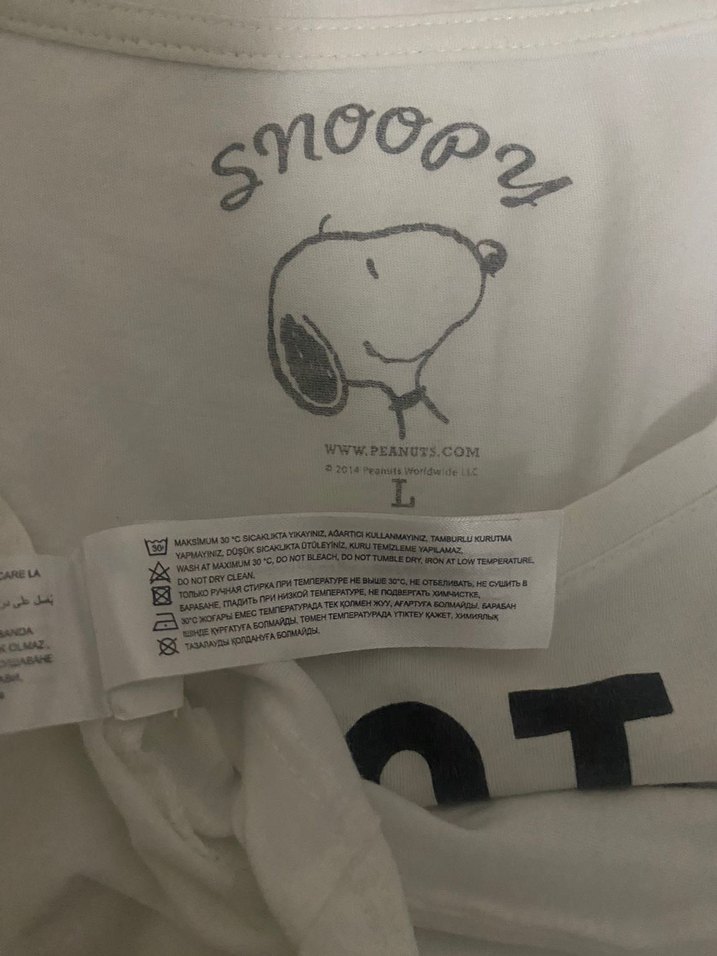 SNOOPY
WWW.PEANUTS.COM
© 2014 Peanuts Worldwide LLC
L
30°
MAKSİMUM 30 °C SICAKLIKTA YIKAYINIZ, AĞARTICI KULLANMAYINIZ, TAMBURLU KURUTMA
YAPMAYINIZ, DÜŞÜK SICAKLIKTA ÜTÜLEYİNİZ, KURU TEMİZLEME YAPILAMAZ.
WASH AT MAXIMUM 30 °C, DO NOT BLEACH, DO NOT TUMBLE DRY, IRON AT LOW TEMPERATURE,
DO NOT DRY CLEAN.
ТОЛЬКО РУЧНАЯ СТИРКА ПРИ ТЕМПЕРАТУРЕ НЕ ВЫШЕ 30°С, НЕ ОТБЕЛИВАТЬ, НЕ СУШИТЬ В
БАРАБАНЕ, ГЛАДИТЬ ПРИ НИЗКОЙ ТЕМПЕРАТУРЕ, НЕ ПОДВЕРГАТЬ ХИМЧИСТКЕ,
30°C ЖОҒАРЫ ЕМЕС ТЕМПЕРАТУРАДА ТЕК ҚОЛМЕН ЖУУ, АҒАРТУҒА БОЛМАЙДЫ, БАРАБАН
ІШІНДЕ ҚҰРҒАТУҒА БОЛМАЙДЫ, ТӨМЕН ТЕМПЕРАТУРАДА ҮТІКТЕУ ҚАЖЕТ, ХИМИЯЛЫҚ
ТАЗАЛАУДЫ ҚОЛДАНУҒА БОЛМАЙДЫ.
CARE LA
على
K OLMAZ.
OT